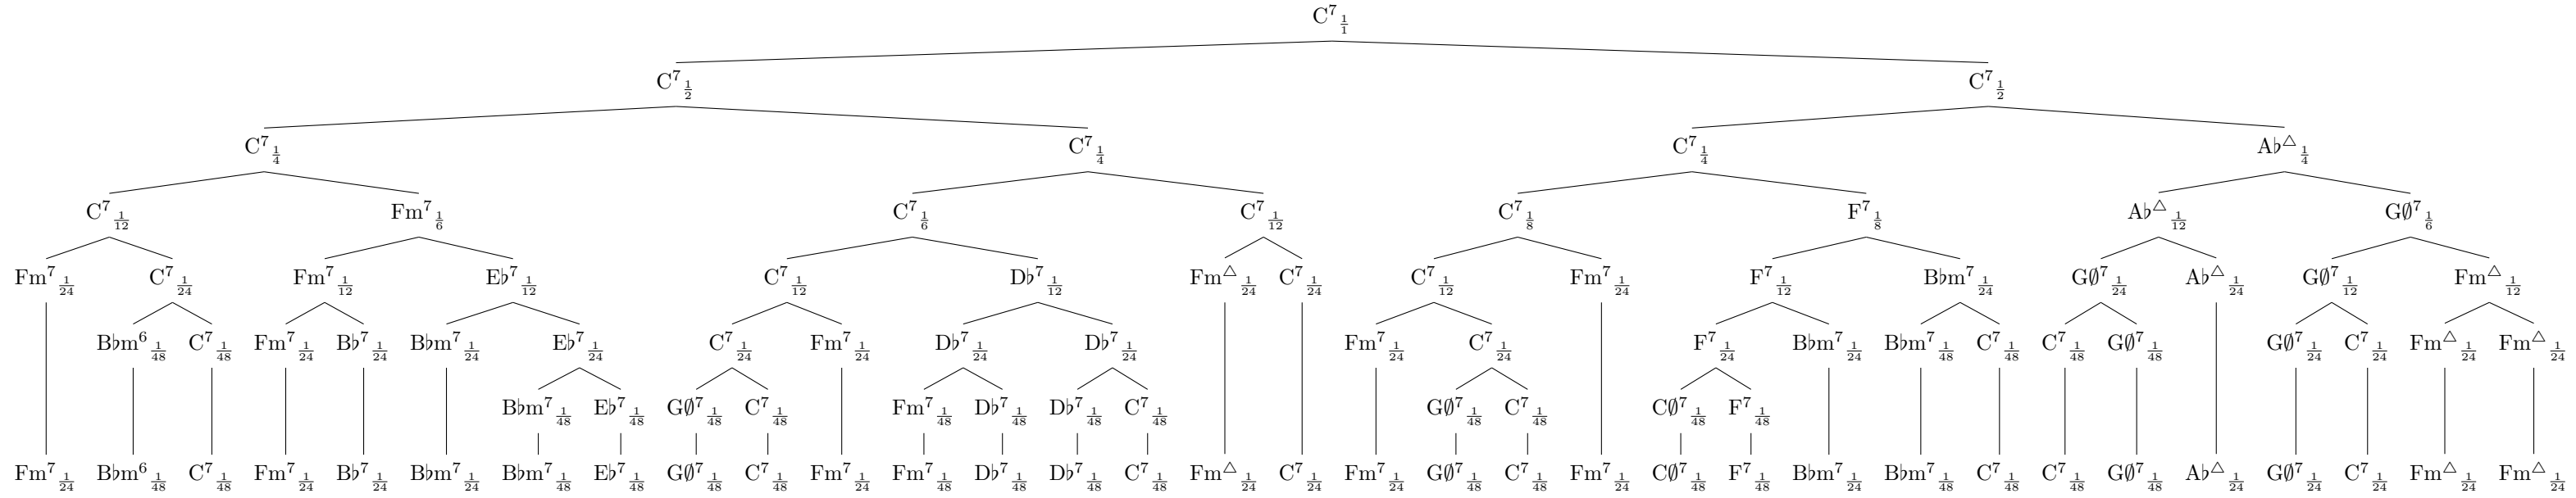 C⁷ 1/1
C⁷ 1/2 C⁷ 1/2
C⁷ 1/4 C⁷ 1/4 C⁷ 1/4 A♭△ 1/4
C⁷ 1/12 Fm⁷ 1/6 C⁷ 1/6 C⁷ 1/12 C⁷ 1/8 F⁷ 1/8 A♭△ 1/12 G∅⁷ 1/6
Fm⁷ 1/24 C⁷ 1/24 Fm⁷ 1/12 E♭⁷ 1/12 C⁷ 1/12 D♭⁷ 1/12 Fm△ 1/24 C⁷ 1/24 C⁷ 1/12 Fm⁷ 1/24 F⁷ 1/12 B♭m⁷ 1/24 G∅⁷ 1/24 A♭△ 1/24 G∅⁷ 1/12 Fm△ 1/12
B♭m⁶ 1/48 C⁷ 1/48 Fm⁷ 1/24 B♭⁷ 1/24 B♭m⁷ 1/24 E♭⁷ 1/24 C⁷ 1/24 Fm⁷ 1/24 D♭⁷ 1/24 D♭⁷ 1/24 Fm⁷ 1/24 C⁷ 1/24 F⁷ 1/24 B♭m⁷ 1/24 B♭m⁷ 1/48 C⁷ 1/48 C⁷ 1/48 G∅⁷ 1/48 G∅⁷ 1/24 C⁷ 1/24 Fm△ 1/24 Fm△ 1/24
B♭m⁷ 1/48 E♭⁷ 1/48 G∅⁷ 1/48 C⁷ 1/48 Fm⁷ 1/48 D♭⁷ 1/48 D♭⁷ 1/48 C⁷ 1/48 G∅⁷ 1/48 C⁷ 1/48 C∅⁷ 1/48 F⁷ 1/48
Fm⁷ 1/24 B♭m⁶ 1/48 C⁷ 1/48 Fm⁷ 1/24 B♭⁷ 1/24 B♭m⁷ 1/24 B♭m⁷ 1/48 E♭⁷ 1/48 G∅⁷ 1/48 C⁷ 1/48 Fm⁷ 1/24 Fm⁷ 1/48 D♭⁷ 1/48 D♭⁷ 1/48 C⁷ 1/48 Fm△ 1/24 C⁷ 1/24 Fm⁷ 1/24 G∅⁷ 1/48 C⁷ 1/48 Fm⁷ 1/24 C∅⁷ 1/48 F⁷ 1/48 B♭m⁷ 1/24 B♭m⁷ 1/48 C⁷ 1/48 C⁷ 1/48 G∅⁷ 1/48 A♭△ 1/24 G∅⁷ 1/24 C⁷ 1/24 Fm△ 1/24 Fm△ 1/24